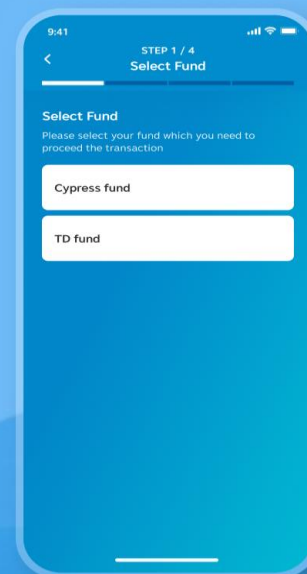 9:41
STEP 1 / 4
Select Fund
Select Fund
Please select your fund which you need to
proceed the transaction
Cypress fund
TD fund